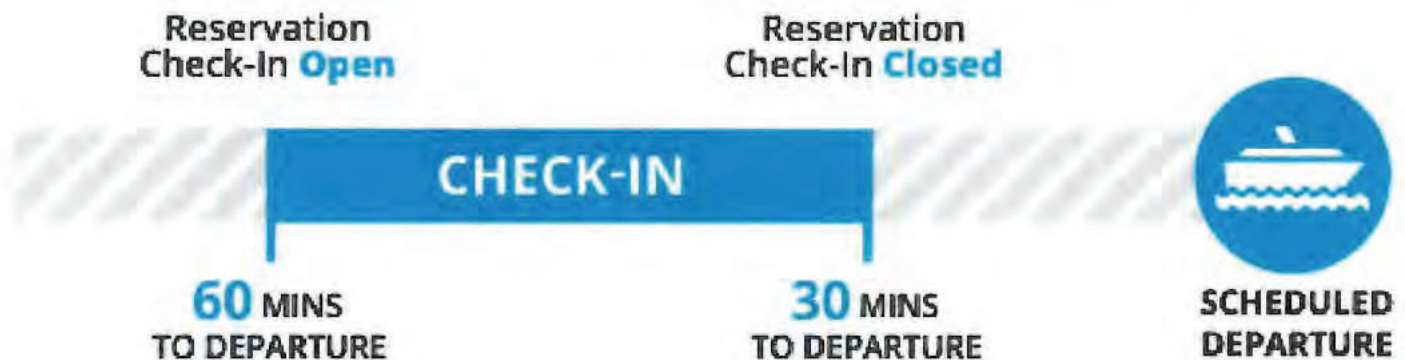 Reservation
Check-In Open
Reservation
Check-In Closed
CHECK-IN
60 MINS
TO DEPARTURE
30 MINS
TO DEPARTURE
SCHEDULED
DEPARTURE